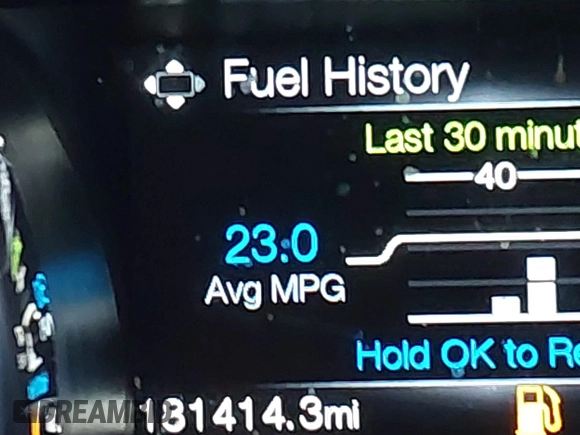 Fuel History
Last 30 minut
40
23.0
Avg MPG
Hold OK to Re
131414.3mi